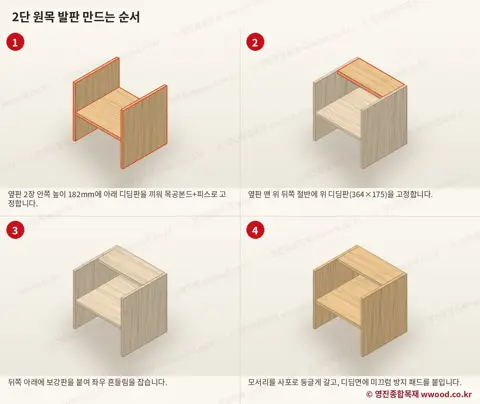 2단 원목 발판 만드는 순서
1
2
옆판 2장 안쪽 높이 182mm에 아래 디딤판을 끼워 목공본드+피스로 고
정합니다.
옆판 맨 위 뒤쪽 절반에 위 디딤판(364×175)을 고정합니다.
3
4
뒤쪽 아래에 보강판을 붙여 좌우 흔들림을 잡습니다.
모서리를 사포로 둥글게 갈고, 디딤면에 미끄럼 방지 패드를 붙입니다.
© 영진종합목재 wwood.co.kr